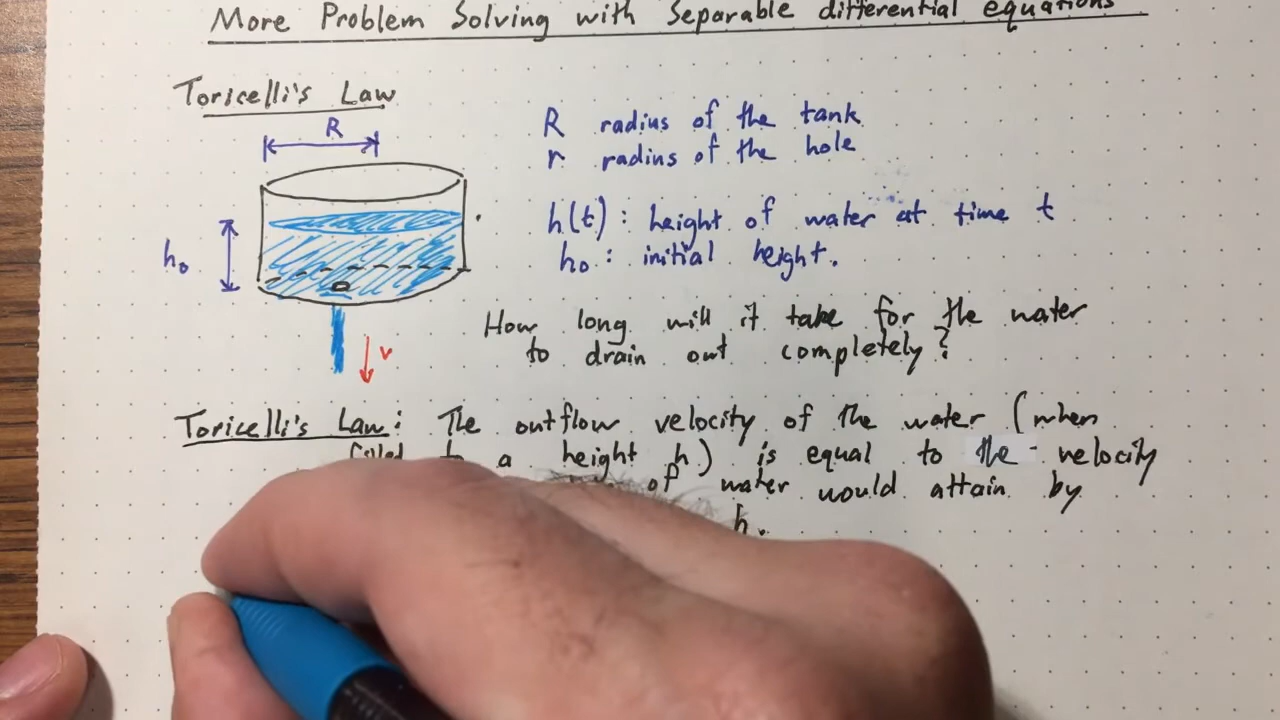 More Problem Solving with Separable differential equations
Toricelli's Law
R
R radius of the tank
r radius of the hole
h(t) : height of water at time t
h₀ : initial height.
h₀
v
How long will it take for the water
to drain out completely?
Toricelli's Law: The outflow velocity of the water (when
to a height h) is equal to the velocity
of water would attain by
h.